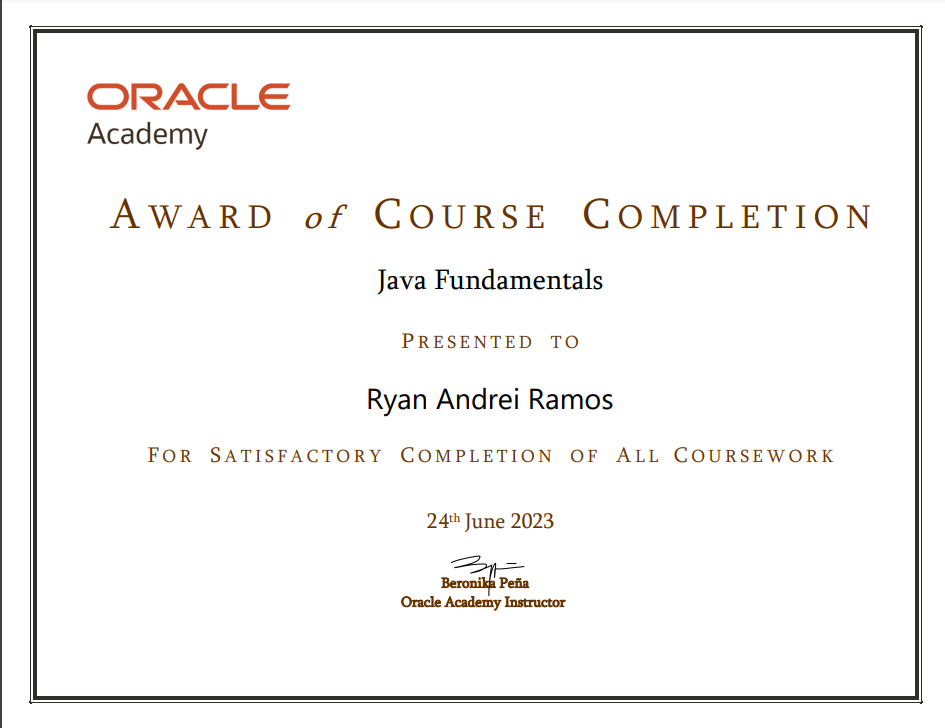 ORACLE
Academy
AWARD of COURSE COMPLETION
Java Fundamentals
PRESENTED TO
Ryan Andrei Ramos
FOR SATISFACTORY COMPLETION OF ALL COURSEWORK
24th June 2023
Beronika Peña
Oracle Academy Instructor